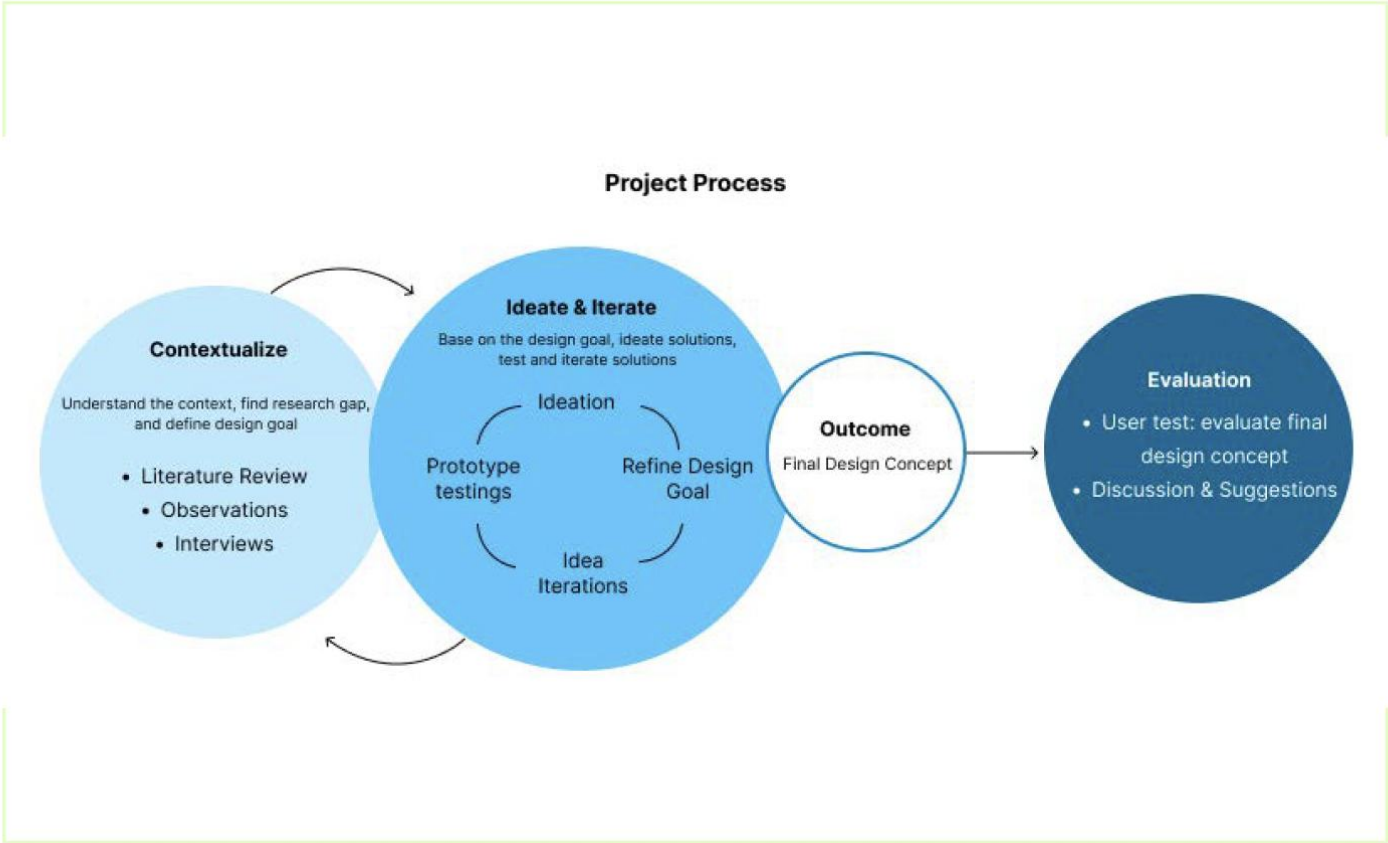 Project Process
Contextualize
Understand the context, find research gap,
and define design goal
• Literature Review
• Observations
• Interviews
Ideate & Iterate
Base on the design goal, ideate solutions,
test and iterate solutions
Ideation
Prototype
testings
Refine Design
Goal
Idea
Iterations
Outcome
Final Design Concept
Evaluation
• User test: evaluate final
design concept
• Discussion & Suggestions